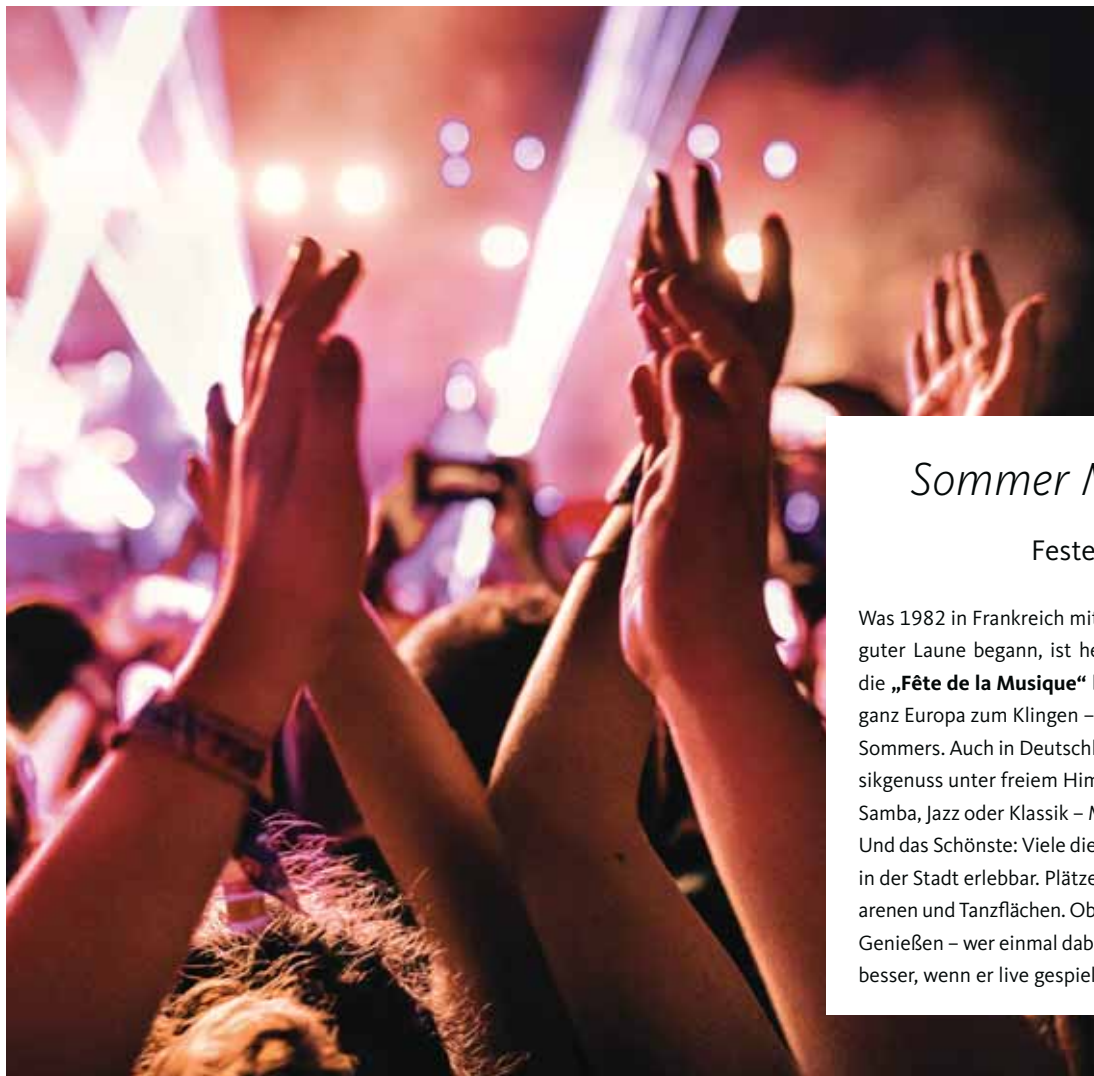 Sommer
Feste
Was 1982 in Frankreich mit
guter Laune begann, ist he
die „Fête de la Musique“
ganz Europa zum Klingen –
Sommers. Auch in Deutschl
sikgenuss unter freiem Him
Samba, Jazz oder Klassik – M
Und das Schönste: Viele die
in der Stadt erlebbar. Plätze
arenen und Tanzflächen. Ob
Genießen – wer einmal dab
besser, wenn er live gespiel